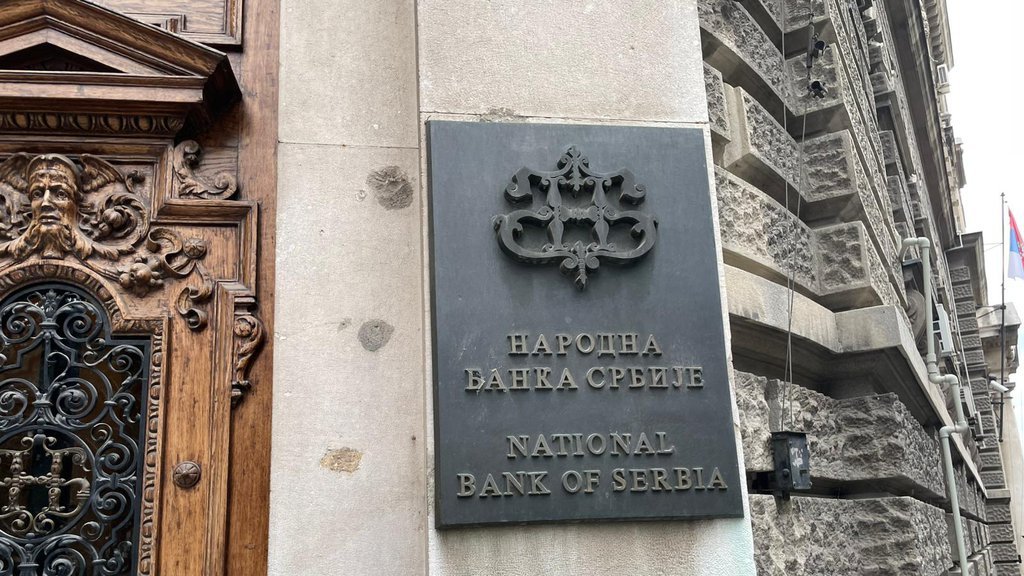 НАРОДНА
БАНКА СРБИЈЕ
NATIONAL
BANK OF SERBIA